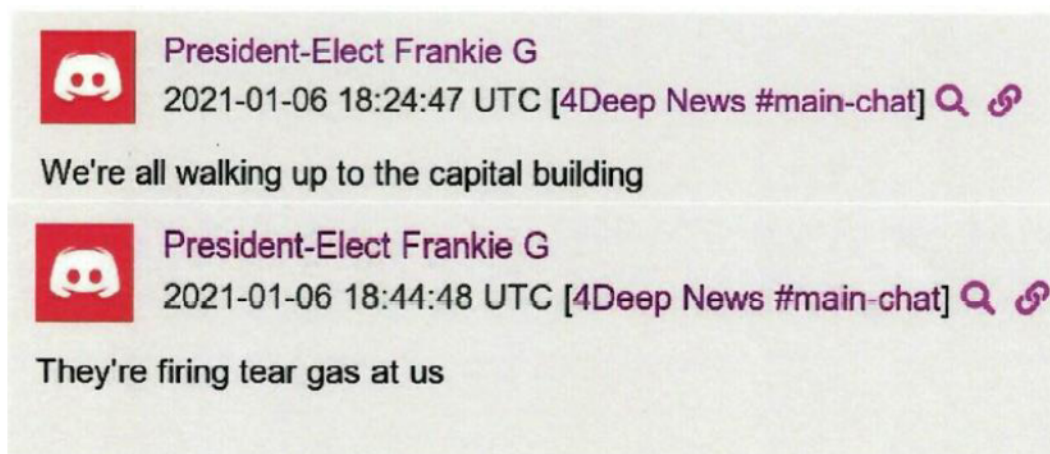 President-Elect Frankie G
2021-01-06 18:24:47 UTC [4Deep News #main-chat]
We're all walking up to the capital building
President-Elect Frankie G
2021-01-06 18:44:48 UTC [4Deep News #main-chat]
They're firing tear gas at us